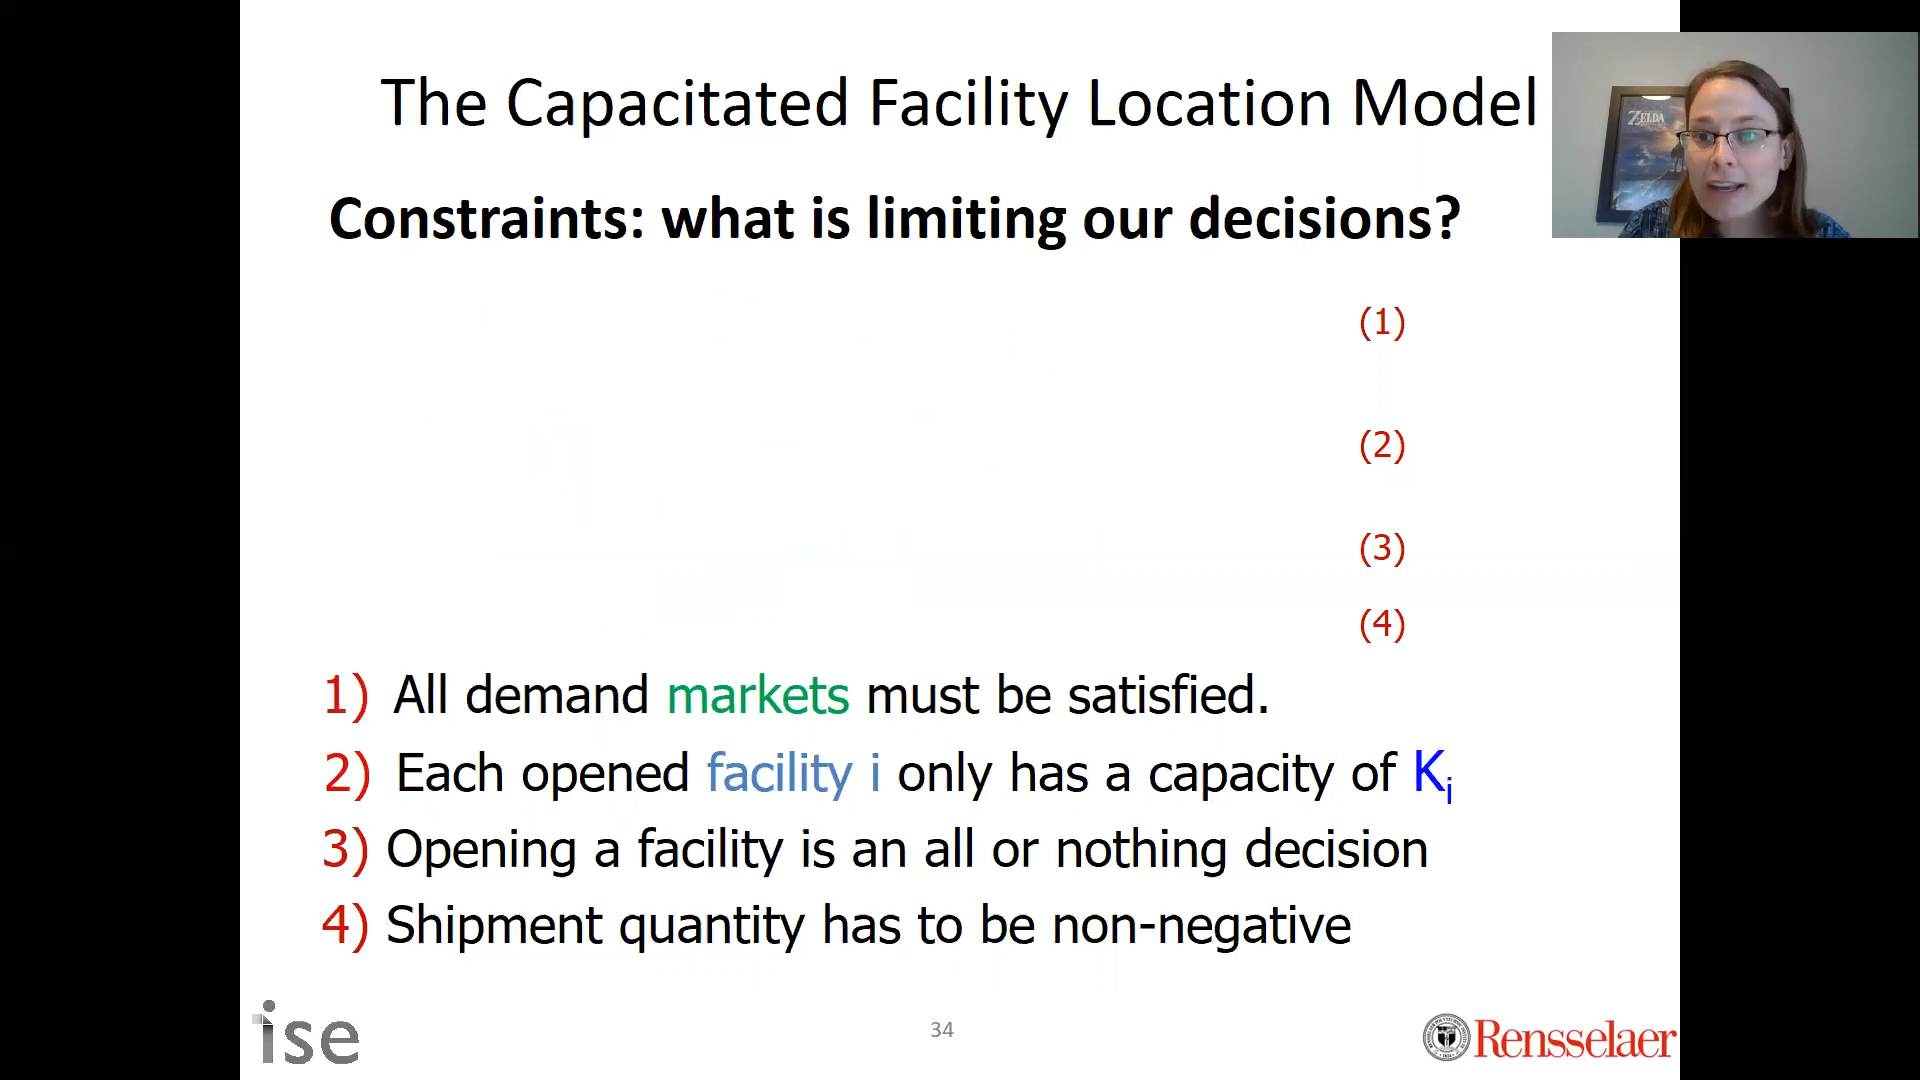 The Capacitated Facility Location Model
ZELDA
Constraints: what is limiting our decisions?
(1)
(2)
(3)
(4)
1) All demand markets must be satisfied.
2) Each opened facility i only has a capacity of Ki
3) Opening a facility is an all or nothing decision
4) Shipment quantity has to be non-negative
ise
34
Rensselaer